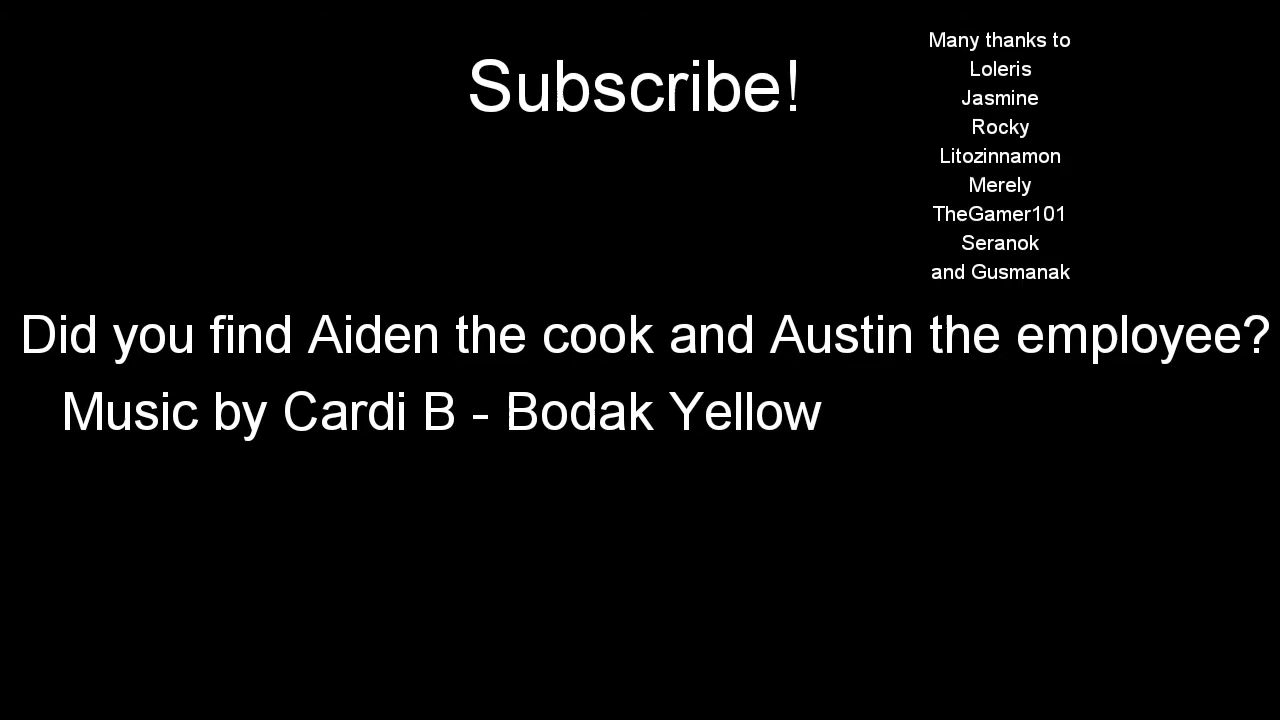 Subscribe!
Many thanks to
Loleris
Jasmine
Rocky
Litozinnamon
Merely
TheGamer101
Seranok
and Gusmanak
Did you find Aiden the cook and Austin the employee?
Music by Cardi B - Bodak Yellow